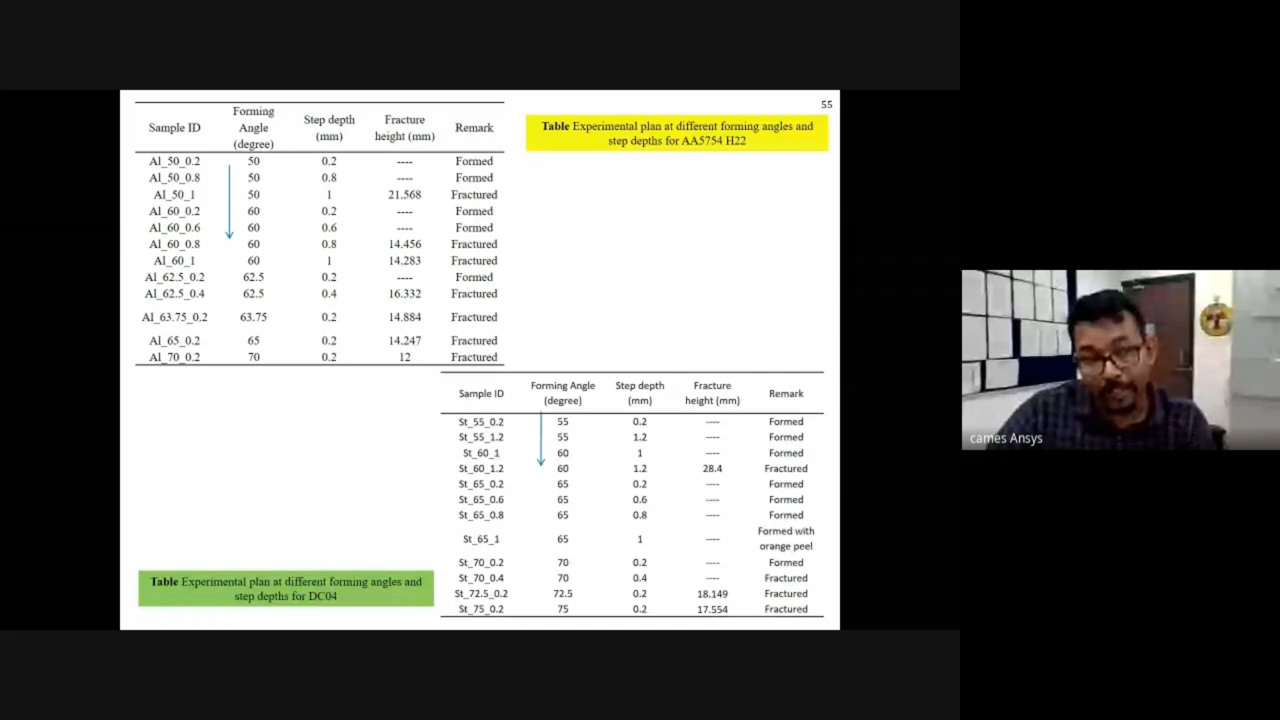 55
Sample ID Forming Angle (degree) Step depth (mm) Fracture height (mm) Remark
Al_50_0.2 50 0.2 ---- Formed
Al_50_0.8 50 0.8 ---- Formed
Al_50_1 50 1 21.568 Fractured
Al_60_0.2 60 0.2 ---- Formed
Al_60_0.6 60 0.6 ---- Formed
Al_60_0.8 60 0.8 14.456 Fractured
Al_60_1 60 1 14.283 Fractured
Al_62.5_0.2 62.5 0.2 ---- Formed
Al_62.5_0.4 62.5 0.4 16.332 Fractured
Al_63.75_0.2 63.75 0.2 14.884 Fractured
Al_65_0.2 65 0.2 14.247 Fractured
Al_70_0.2 70 0.2 12 Fractured
Table Experimental plan at different forming angles and
step depths for AA5754 H22
Sample ID Forming Angle (degree) Step depth (mm) Fracture height (mm) Remark
St_55_0.2 55 0.2 ---- Formed
St_55_1.2 55 1.2 ---- Formed
St_60_1 60 1 ---- Formed
St_60_1.2 60 1.2 28.4 Fractured
St_65_0.2 65 0.2 ---- Formed
St_65_0.6 65 0.6 ---- Formed
St_65_0.8 65 0.8 ---- Formed
St_65_1 65 1 ---- Formed with orange peel
St_70_0.2 70 0.2 ---- Formed
St_70_0.4 70 0.4 ---- Fractured
St_72.5_0.2 72.5 0.2 18.149 Fractured
St_75_0.2 75 0.2 17.554 Fractured
Table Experimental plan at different forming angles and
step depths for DC04
cames Ansys